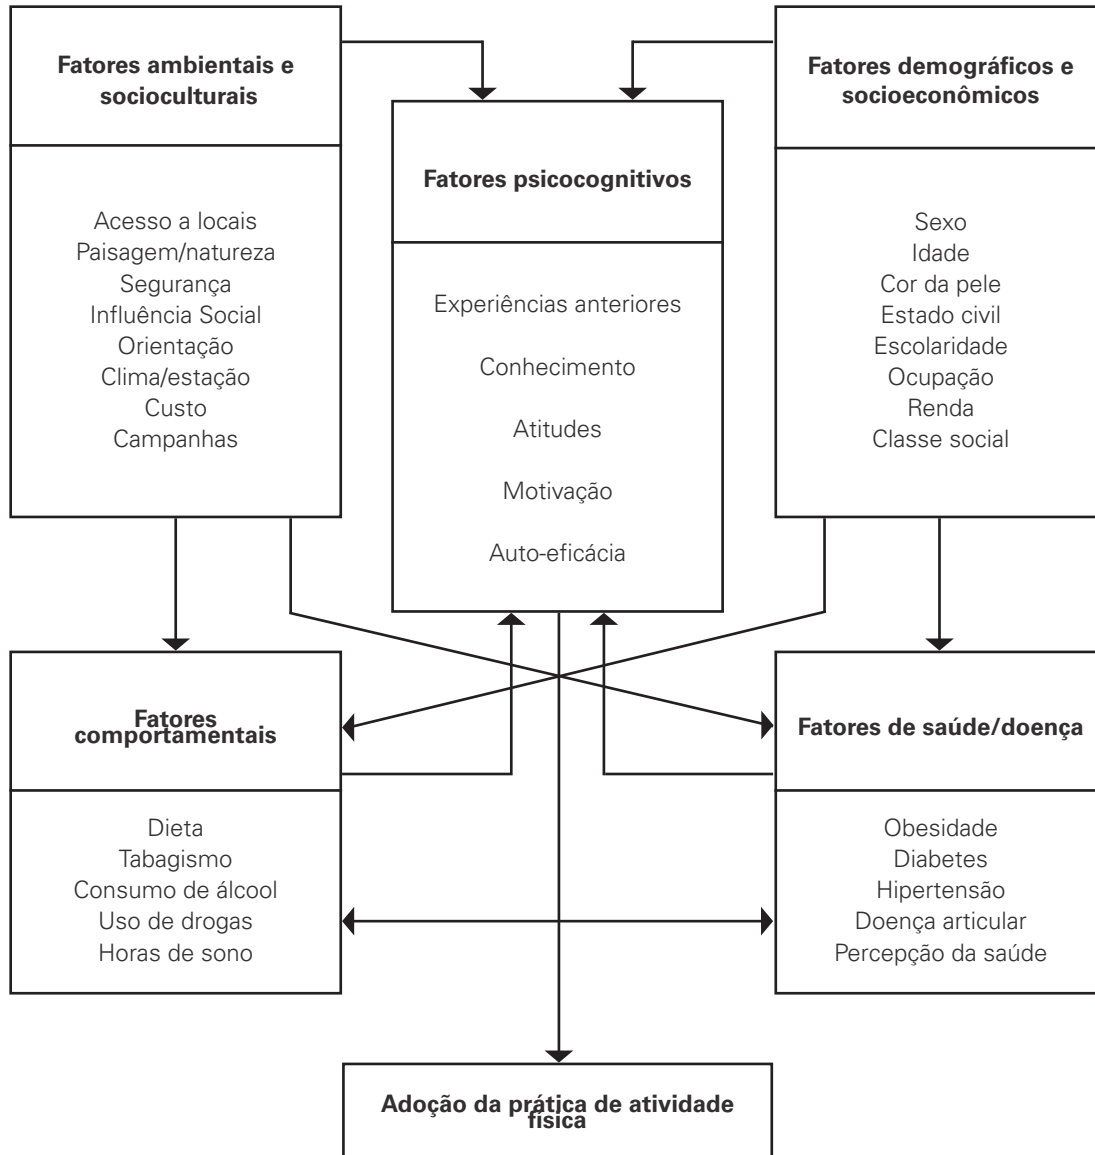 Fatores ambientais e
socioculturais
Acesso a locais
Paisagem/natureza
Segurança
Influência Social
Orientação
Clima/estação
Custo
Campanhas
Fatores psicocognitivos
Experiências anteriores
Conhecimento
Atitudes
Motivação
Auto-eficácia
Fatores demográficos e
socioeconômicos
Sexo
Idade
Cor da pele
Estado civil
Escolaridade
Ocupação
Renda
Classe social
Fatores
comportamentais
Dieta
Tabagismo
Consumo de álcool
Uso de drogas
Horas de sono
Fatores de saúde/doença
Obesidade
Diabetes
Hipertensão
Doença articular
Percepção da saúde
Adoção da prática de atividade
física